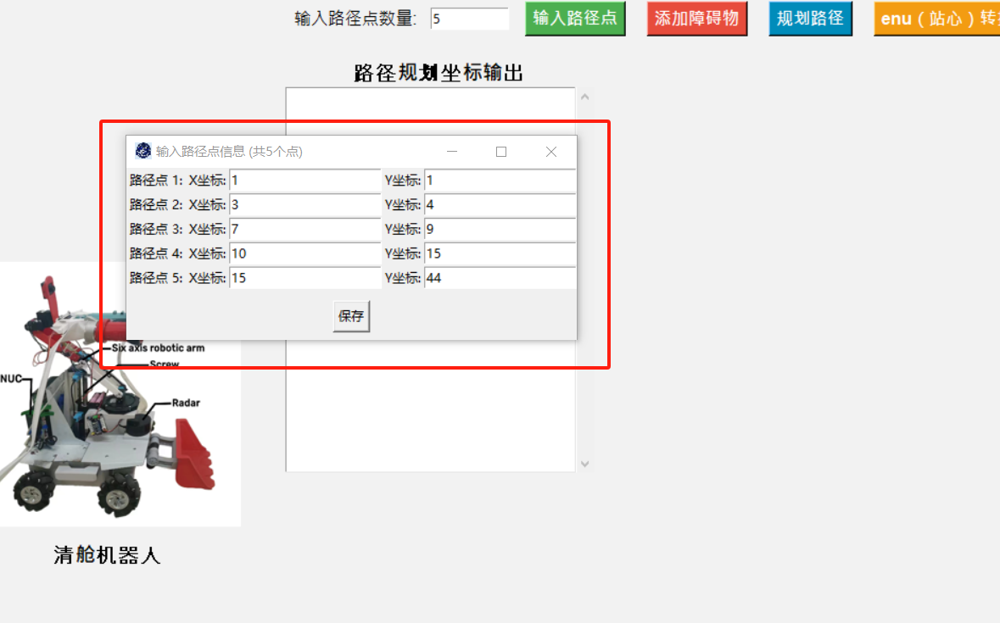 输入路径点数量: 5 输入路径点 添加障碍物 规划路径 enu（站心）转
路径规划坐标输出
输入路径点信息 (共5个点)
路径点 1: X坐标: 1 Y坐标: 1
路径点 2: X坐标: 3 Y坐标: 4
路径点 3: X坐标: 7 Y坐标: 9
路径点 4: X坐标: 10 Y坐标: 15
路径点 5: X坐标: 15 Y坐标: 44
保存
Six axis robotic arm
Screw
NUC
Radar
清舱机器人